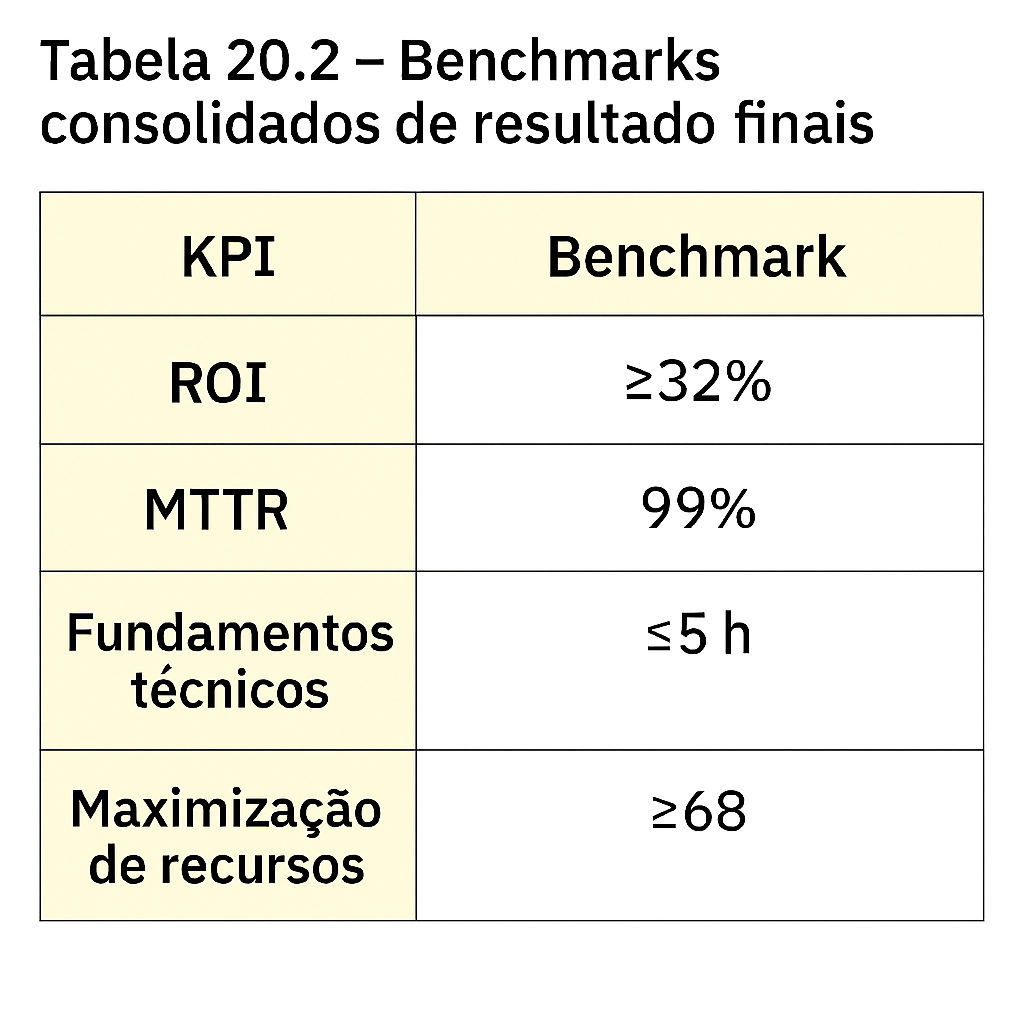 Tabela 20.2 – Benchmarks
consolidados de resultado finais
KPI Benchmark
ROI ≥32%
MTTR 99%
Fundamentos ≤5 h
técnicos
Maximização ≥68
de recursos